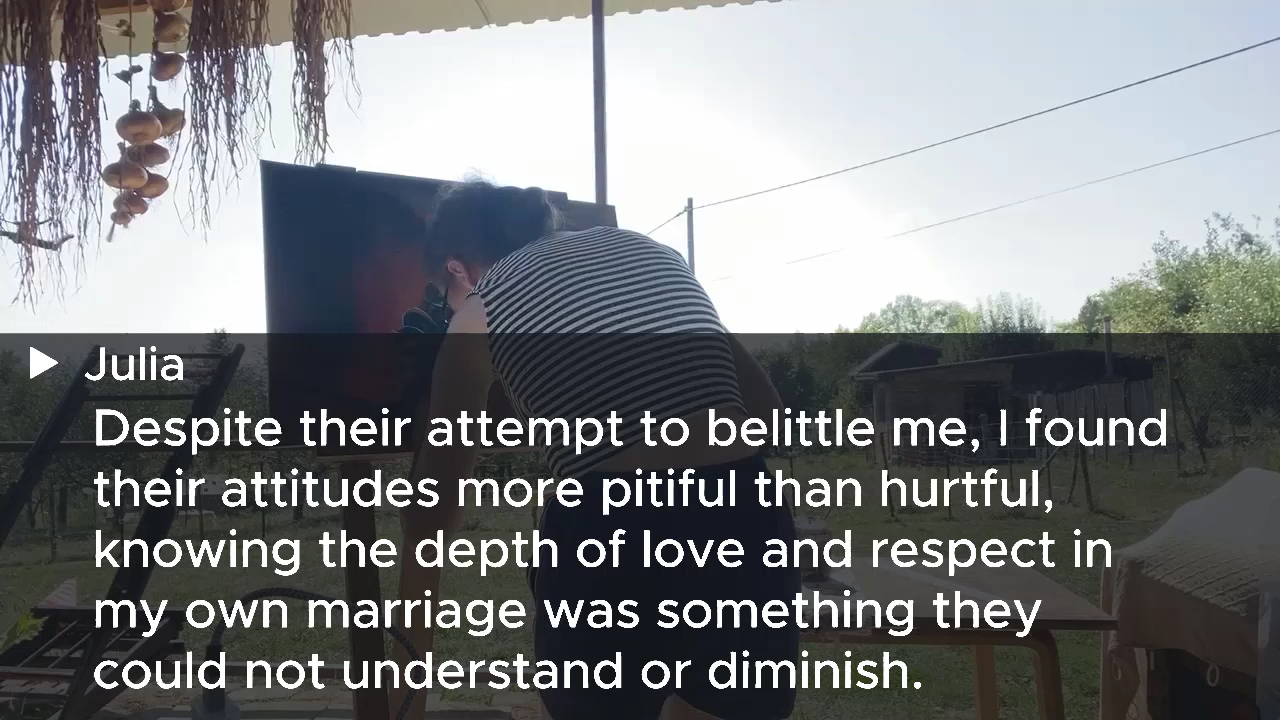 Julia
Despite their attempt to belittle me, I found
their attitudes more pitiful than hurtful,
knowing the depth of love and respect in
my own marriage was something they
could not understand or diminish.